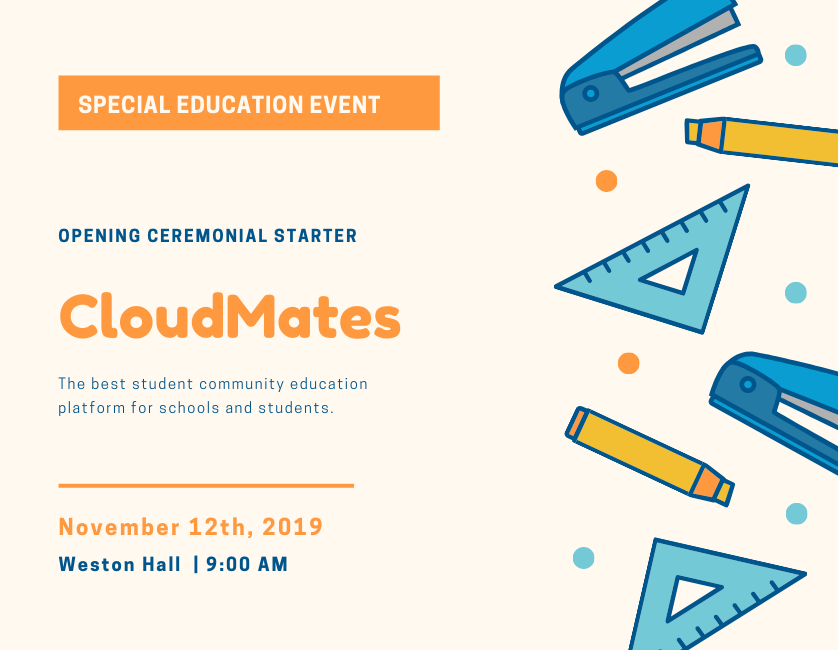 SPECIAL EDUCATION EVENT
OPENING CEREMONIAL STARTER
CloudMates
The best student community education
platform for schools and students.
November 12th, 2019
Weston Hall | 9:00 AM